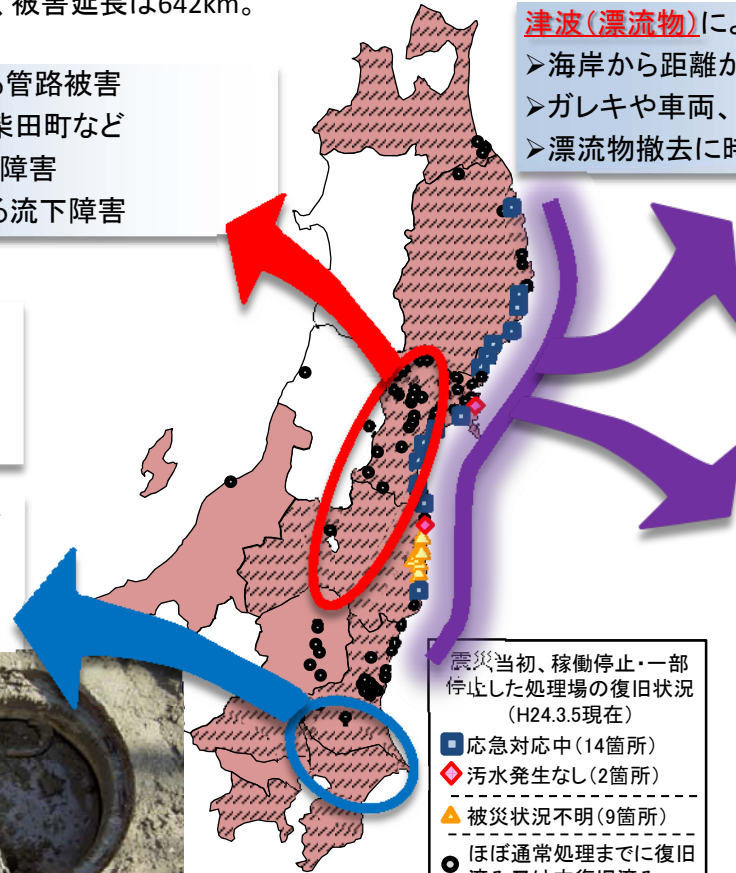 被害延長は642km。
管路被害
柴田町など
障害
る流下障害
津波(漂流物)によ
➢海岸から距離が
➢ガレキや車両、
➢漂流物撤去に時
震災当初、稼働停止・一部
停止した処理場の復旧状況
(H24.3.5現在)
応急対応中(14箇所)
汚水発生なし(2箇所)
被災状況不明(9箇所)
ほぼ通常処理までに復旧